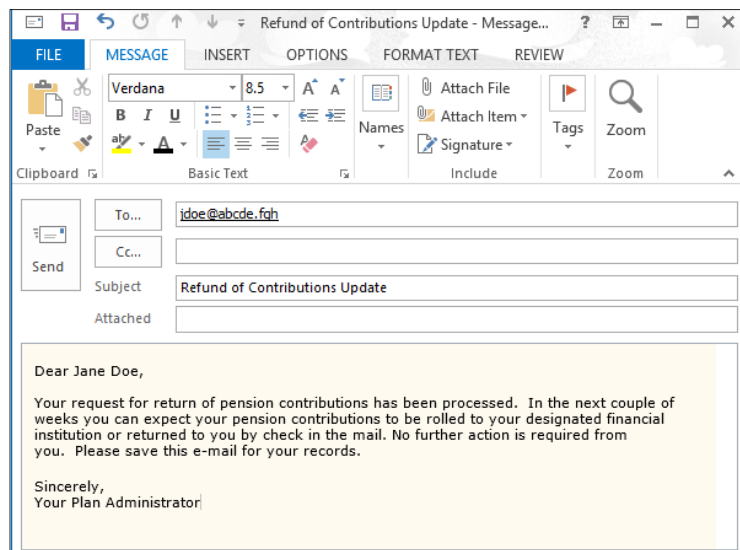 Refund of Contributions Update - Message... ?
FILE MESSAGE INSERT OPTIONS FORMAT TEXT REVIEW
Verdana 8.5 A A Attach File
B I U Attach Item
Paste Names Tags Zoom
ab A Signature
Clipboard Basic Text Include Zoom
To... jdoe@abcde.fgh
Cc...
Send
Subject Refund of Contributions Update
Attached
Dear Jane Doe,
Your request for return of pension contributions has been processed.  In the next couple of
weeks you can expect your pension contributions to be rolled to your designated financial
institution or returned to you by check in the mail. No further action is required from
you.  Please save this e-mail for your records.
Sincerely,
Your Plan Administrator